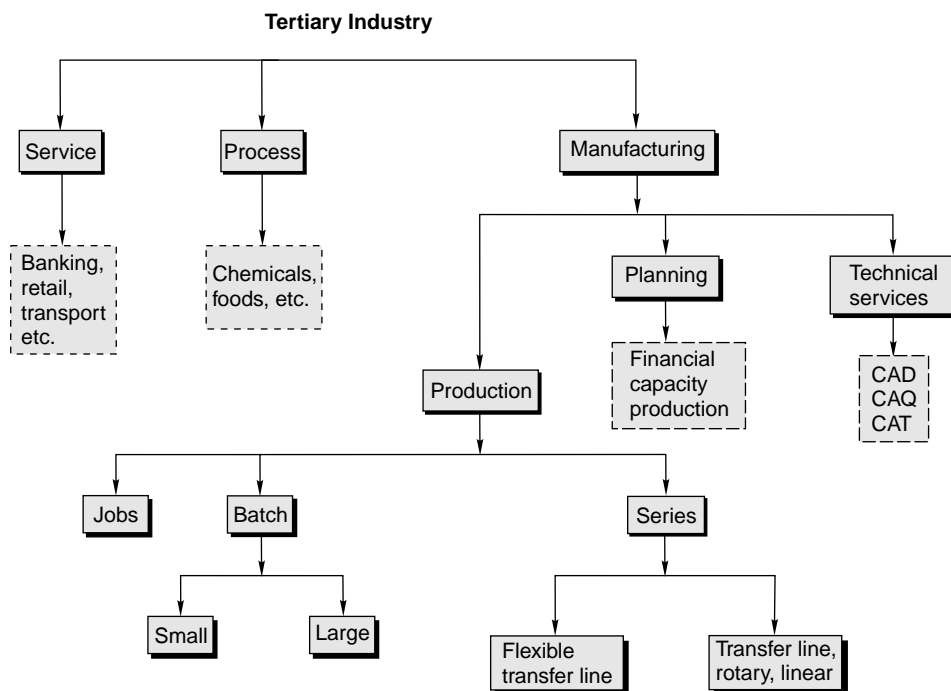 Tertiary Industry
Service
Process
Manufacturing
Banking,
retail,
transport
etc.
Chemicals,
foods, etc.
Planning
Technical
services
Financial
capacity
production
CAD
CAQ
CAT
Production
Jobs
Batch
Series
Small
Large
Flexible
transfer line
Transfer line,
rotary, linear